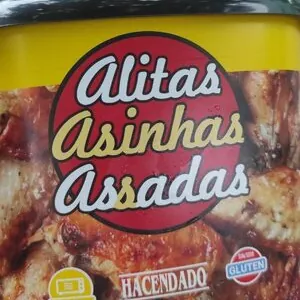 Alitas
Asinhas
Assadas
HACENDADO
GLUTEN